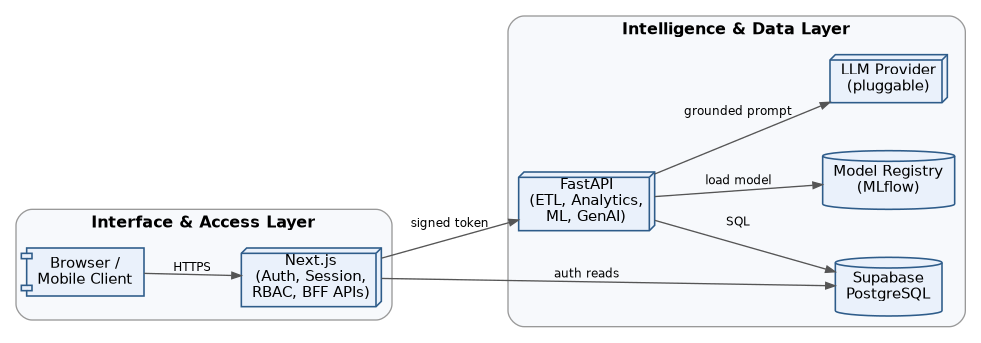 Intelligence & Data Layer
LLM Provider
(pluggable)
grounded prompt
Model Registry
(MLflow)
load model
FastAPI
(ETL, Analytics,
ML, GenAI)
SQL
Interface & Access Layer
signed token
Browser /
Mobile Client
HTTPS
Next.js
(Auth, Session,
RBAC, BFF APIs)
auth reads
Supabase
PostgreSQL